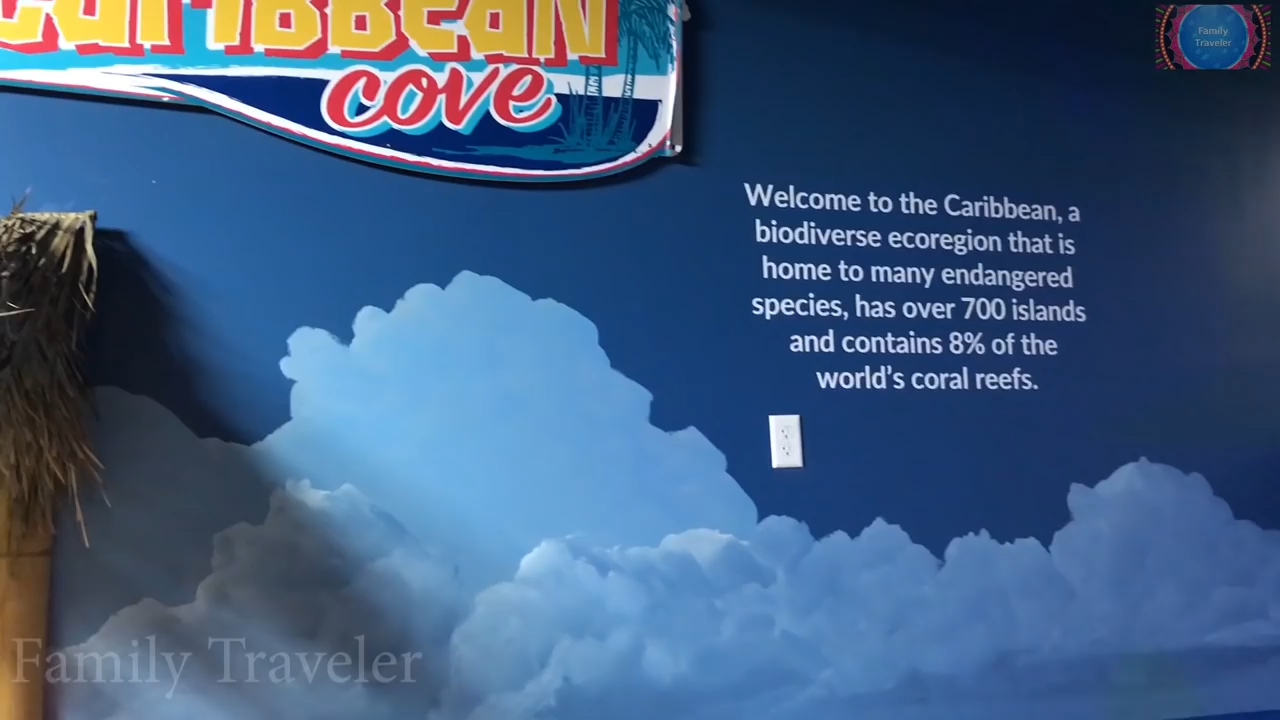 CARIBBEAN
cove
Family
Traveler
Welcome to the Caribbean, a
biodiverse ecoregion that is
home to many endangered
species, has over 700 islands
and contains 8% of the
world's coral reefs.
Family Traveler